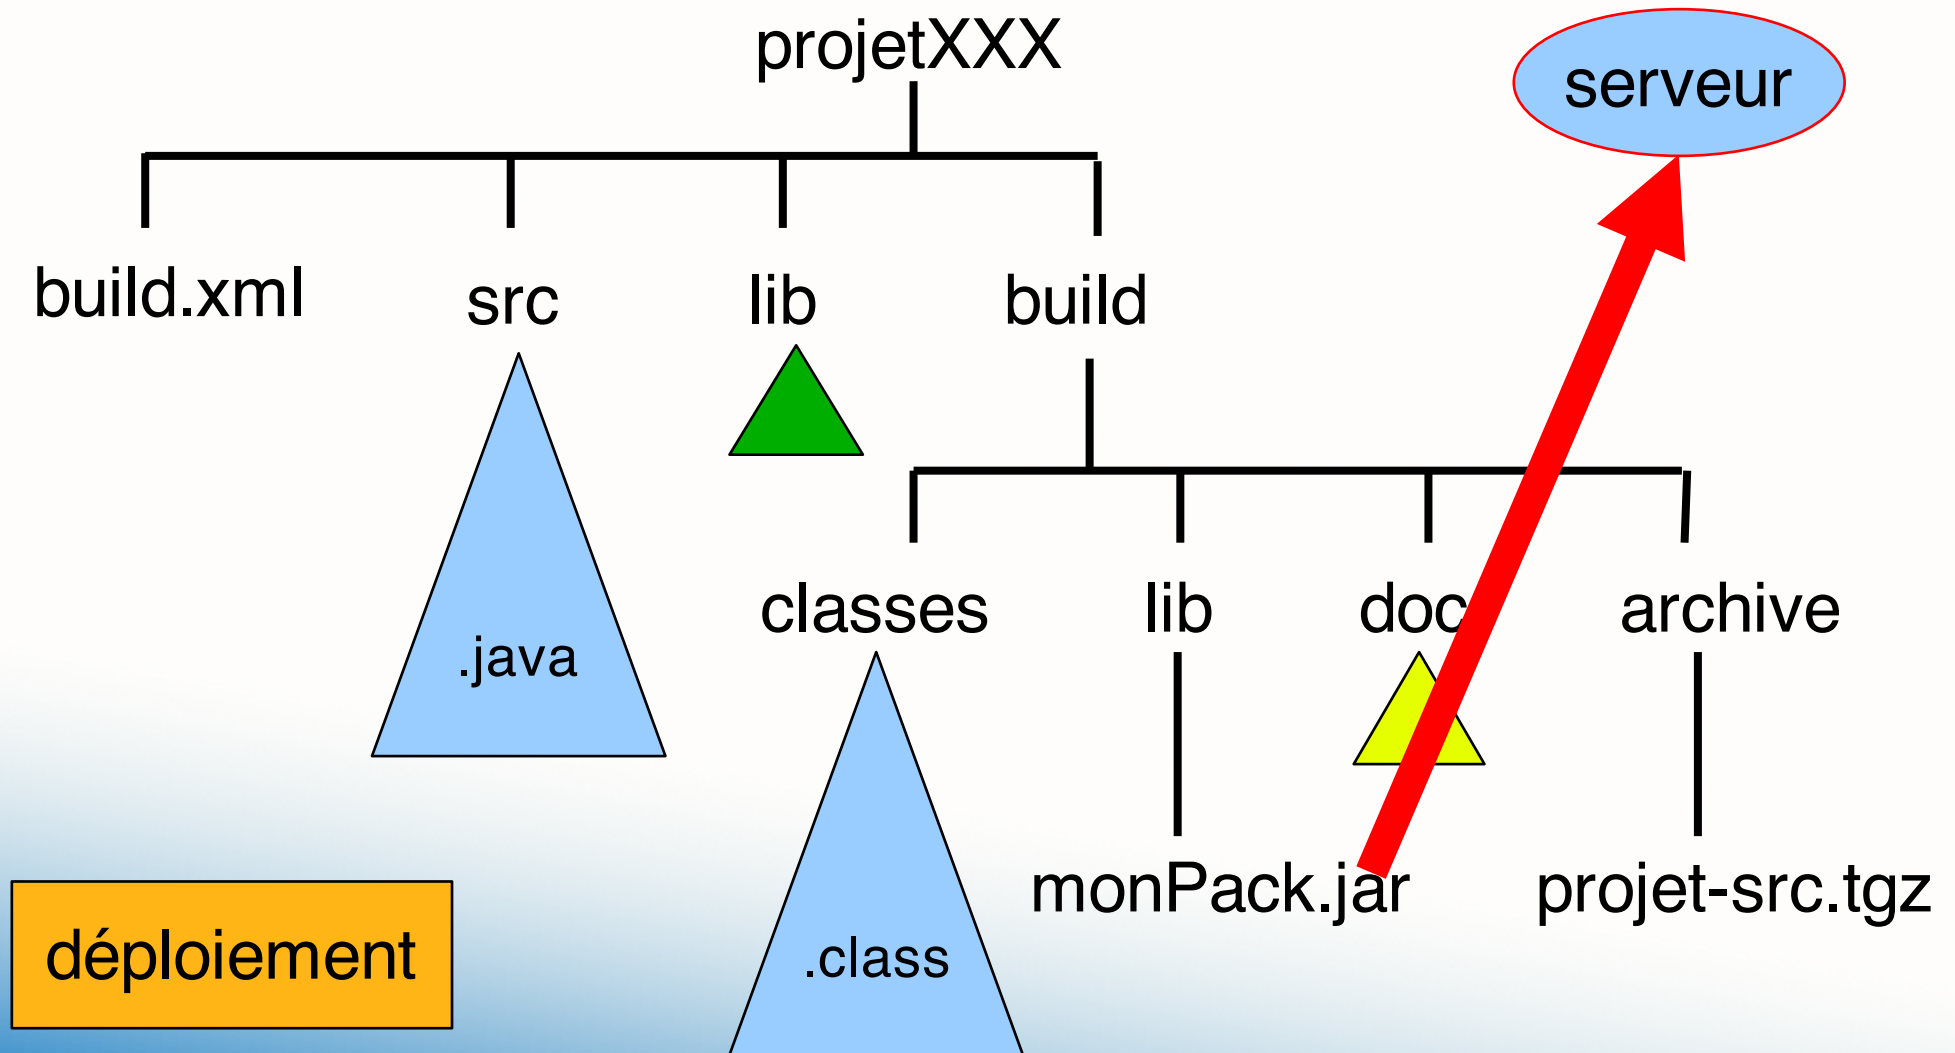 projetXXX
serveur
build.xml
src
lib
build
classes
lib
doc
archive
.java
monPack.jar
projet-src.tgz
déploiement
.class